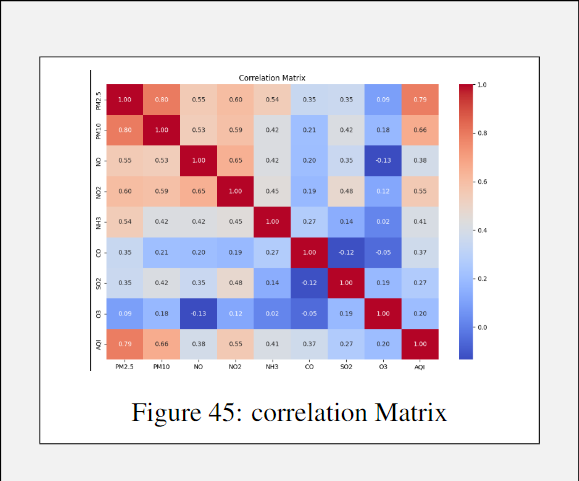 Correlation Matrix
PM2.5 1.00 0.80 0.55 0.60 0.54 0.35 0.35 0.09 0.79
PM10 0.80 1.00 0.53 0.59 0.42 0.21 0.42 0.18 0.66
NO 0.55 0.53 1.00 0.65 0.42 0.20 0.35 -0.13 0.38
NO2 0.60 0.59 0.65 1.00 0.45 0.19 0.48 0.12 0.55
NH3 0.54 0.42 0.42 0.45 1.00 0.27 0.14 0.02 0.41
CO 0.35 0.21 0.20 0.19 0.27 1.00 -0.12 -0.05 0.37
SO2 0.35 0.42 0.35 0.48 0.14 -0.12 1.00 0.19 0.27
O3 0.09 0.18 -0.13 0.12 0.02 -0.05 0.19 1.00 0.20
AQI 0.79 0.66 0.38 0.55 0.41 0.37 0.27 0.20 1.00
PM2.5 PM10 NO NO2 NH3 CO SO2 O3 AQI
1.0
0.8
0.6
0.4
0.2
0.0
Figure 45: correlation Matrix